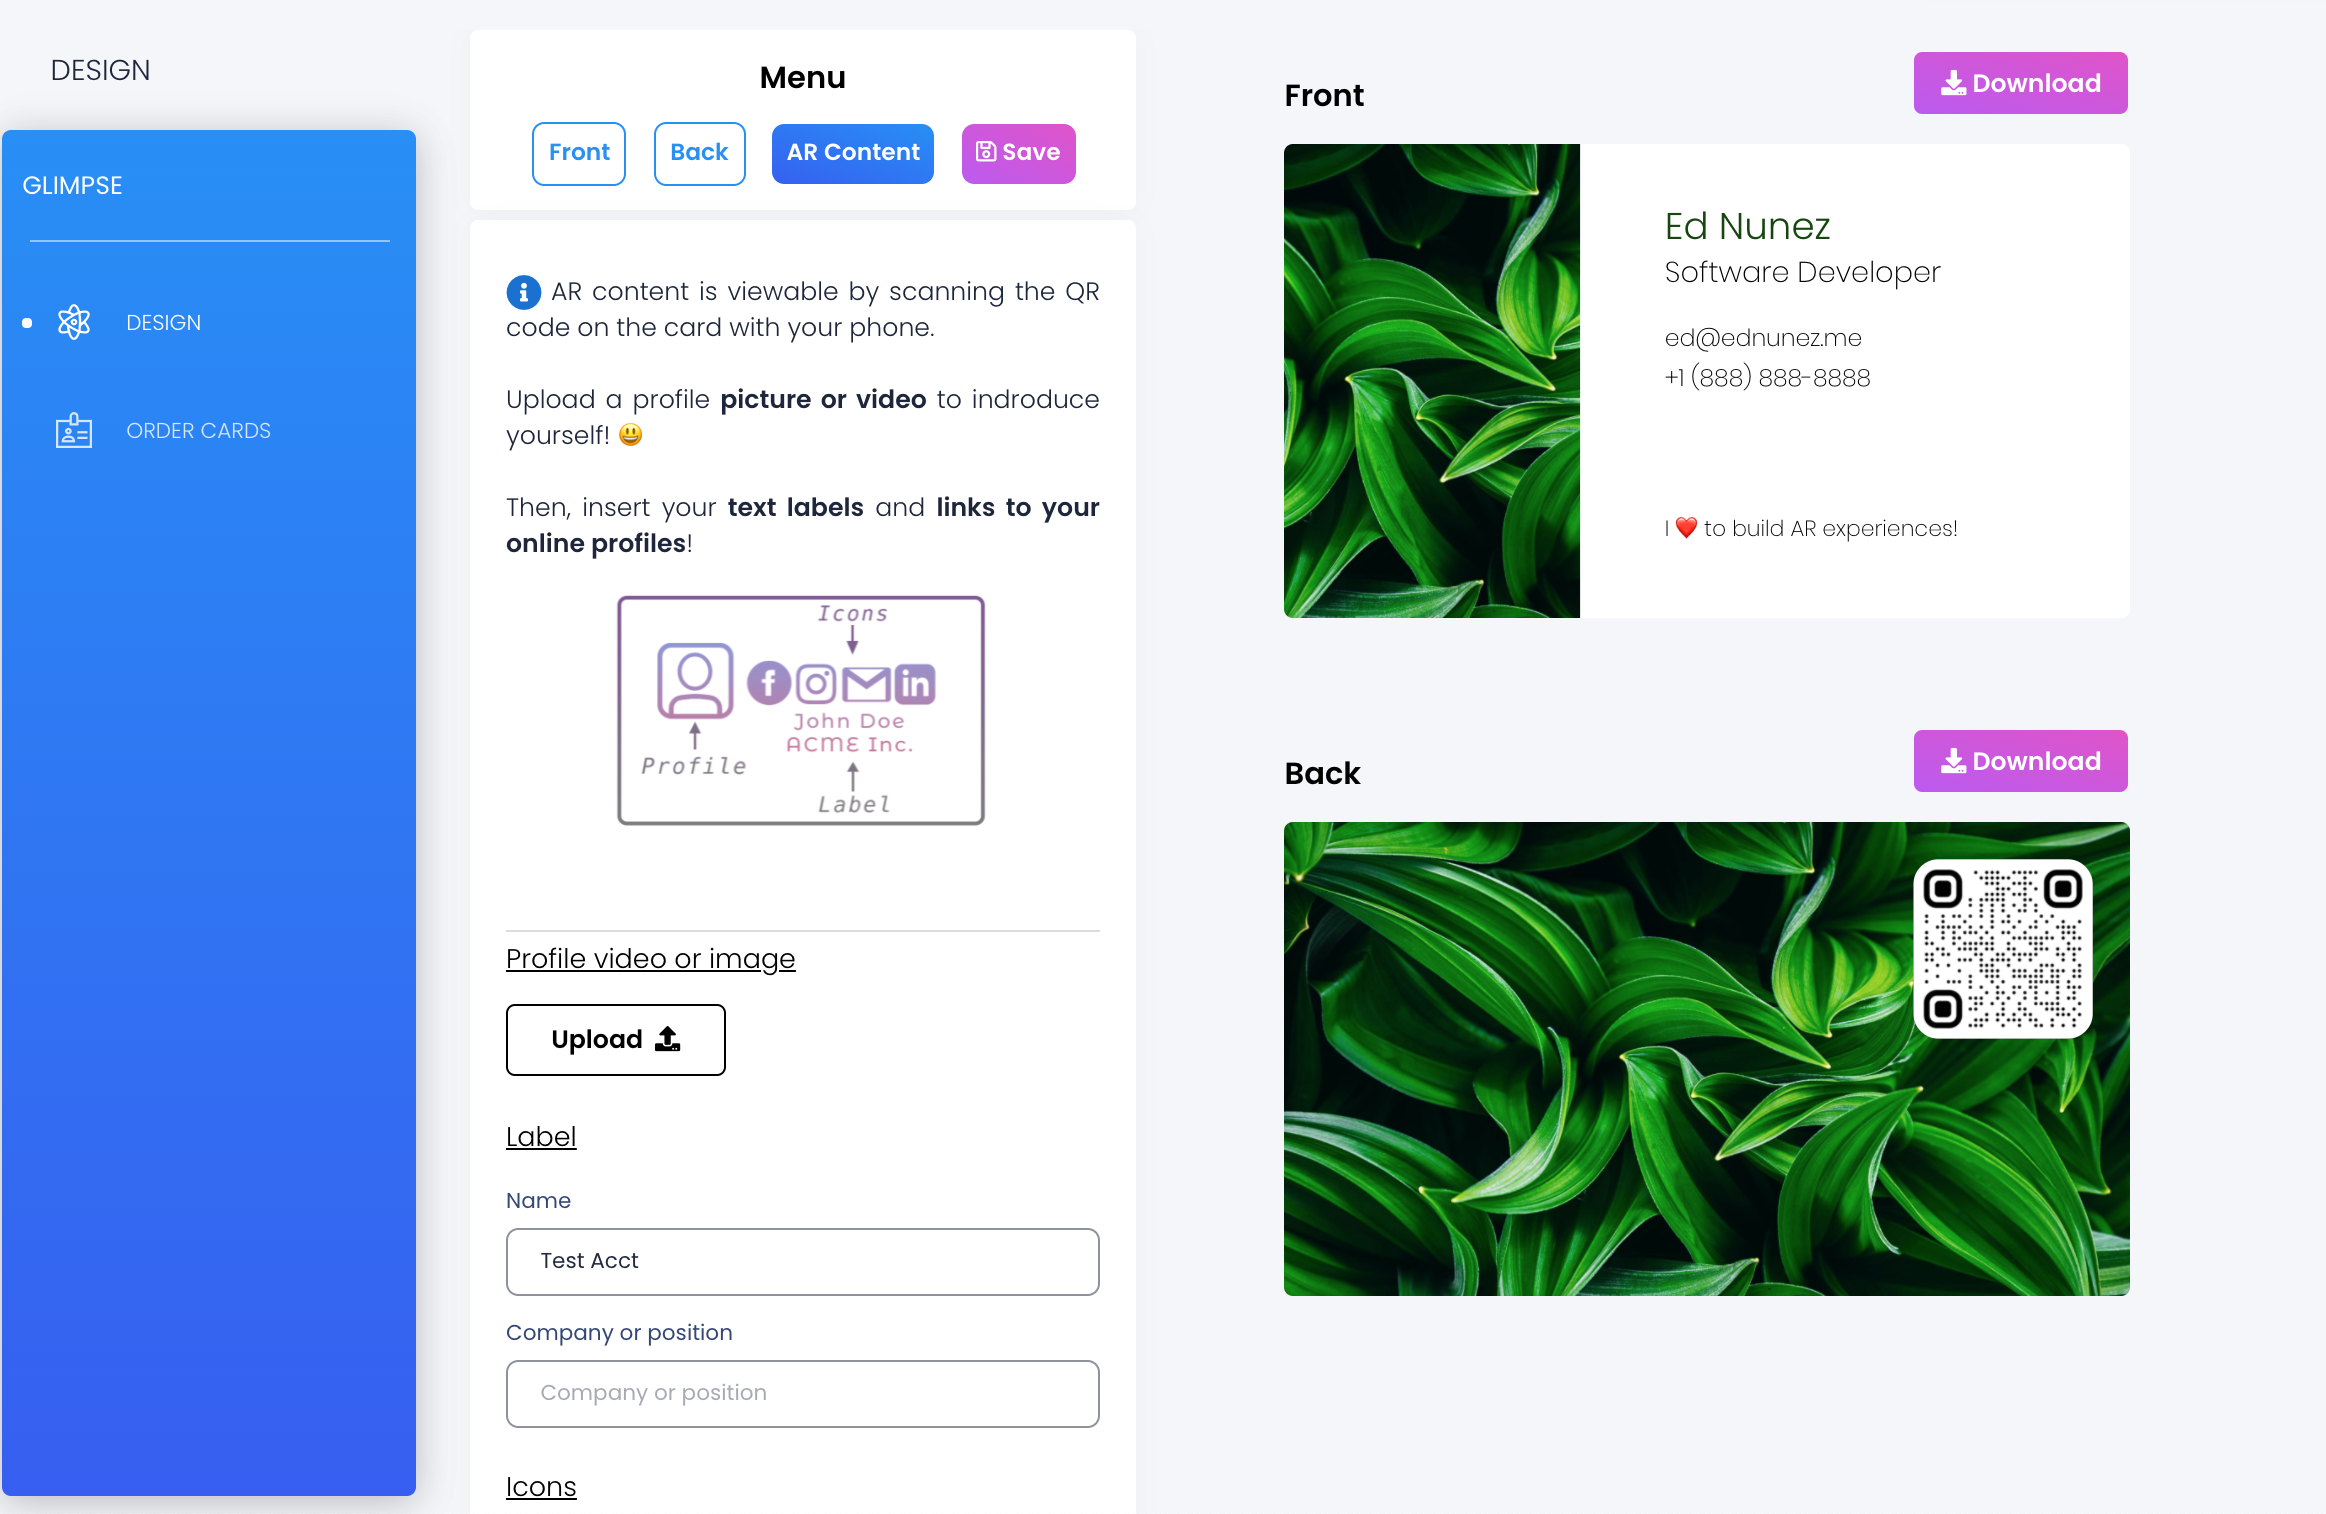 DESIGN
GLIMPSE
DESIGN
ORDER CARDS
Menu
Front
Back
AR Content
Save
AR content is viewable by scanning the QR
code on the card with your phone.
Upload a profile picture or video to indroduce
yourself! 😃
Then, insert your text labels and links to your
online profiles!
Icons
John Doe
ACME Inc.
Profile
Label
Profile video or image
Upload
Label
Name
Test Acct
Company or position
Company or position
Icons
Front
Download
Ed Nunez
Software Developer
ed@ednunez.me
+1 (888) 888-8888
I ❤️ to build AR experiences!
Back
Download